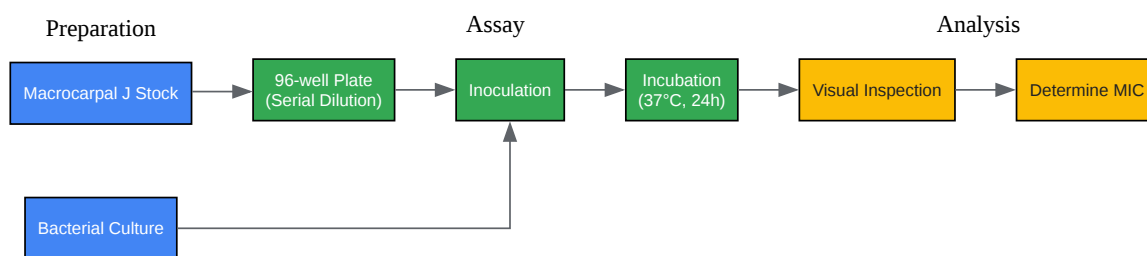 Preparation
Assay
Analysis
Macrocarpal J Stock
96-well Plate
(Serial Dilution)
Inoculation
Incubation
(37°C, 24h)
Visual Inspection
Determine MIC
Bacterial Culture